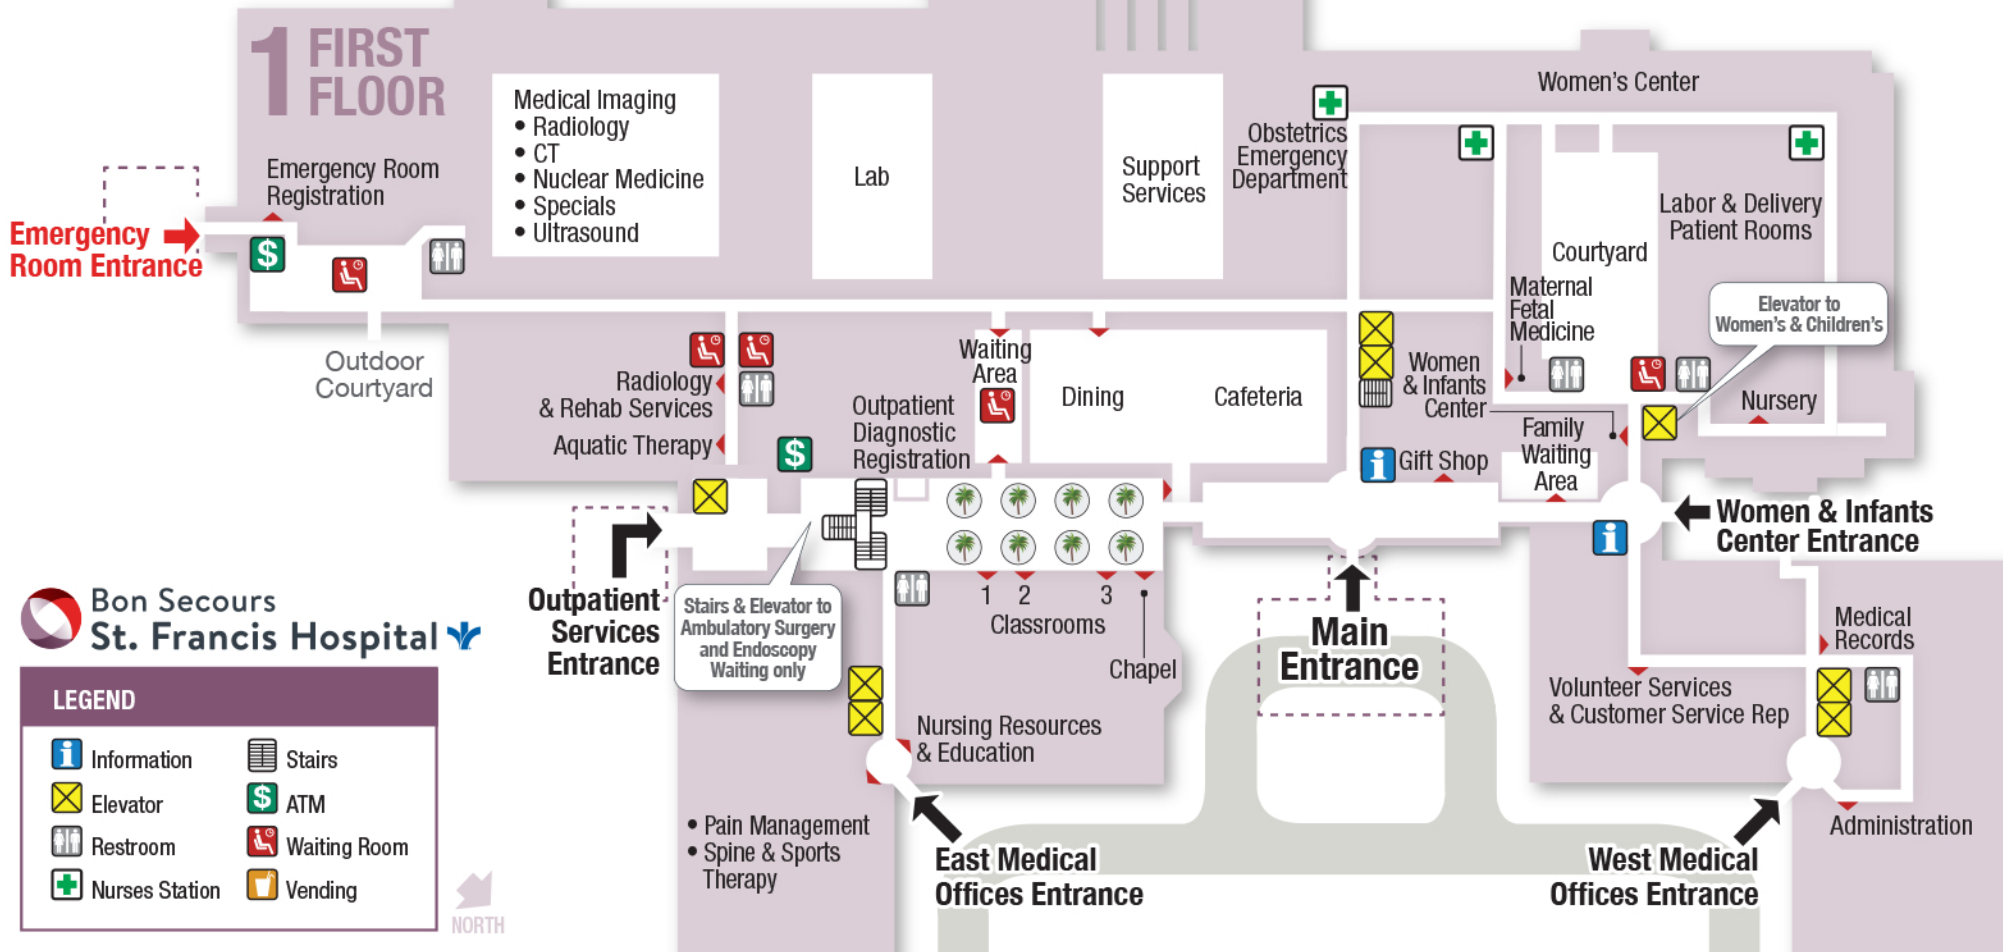 1 FIRST
FLOOR
Medical Imaging
• Radiology
• CT
• Nuclear Medicine
• Specials
• Ultrasound
Lab
Support
Services
Obstetrics
Emergency
Department
Women's Center
Emergency Room
Registration
Emergency
Room Entrance
$
Labor & Delivery
Patient Rooms
Courtyard
Maternal
Fetal
Medicine
Elevator to
Women's & Children's
Outdoor
Courtyard
Radiology
& Rehab Services
Aquatic Therapy
$
Outpatient
Diagnostic
Registration
Waiting
Area
Dining
Cafeteria
Women
& Infants
Center
Nursery
i
Gift Shop
Family
Waiting
Area
Women & Infants
Center Entrance
i
Outpatient
Services
Entrance
Stairs & Elevator to
Ambulatory Surgery
and Endoscopy
Waiting only
1 2 3
Classrooms
Chapel
Main
Entrance
Medical
Records
Volunteer Services
& Customer Service Rep
Nursing Resources
& Education
• Pain Management
• Spine & Sports
Therapy
East Medical
Offices Entrance
West Medical
Offices Entrance
Administration
Bon Secours
St. Francis Hospital
LEGEND
i Information
Elevator
Restroom
Nurses Station
Stairs
$ ATM
Waiting Room
Vending
NORTH